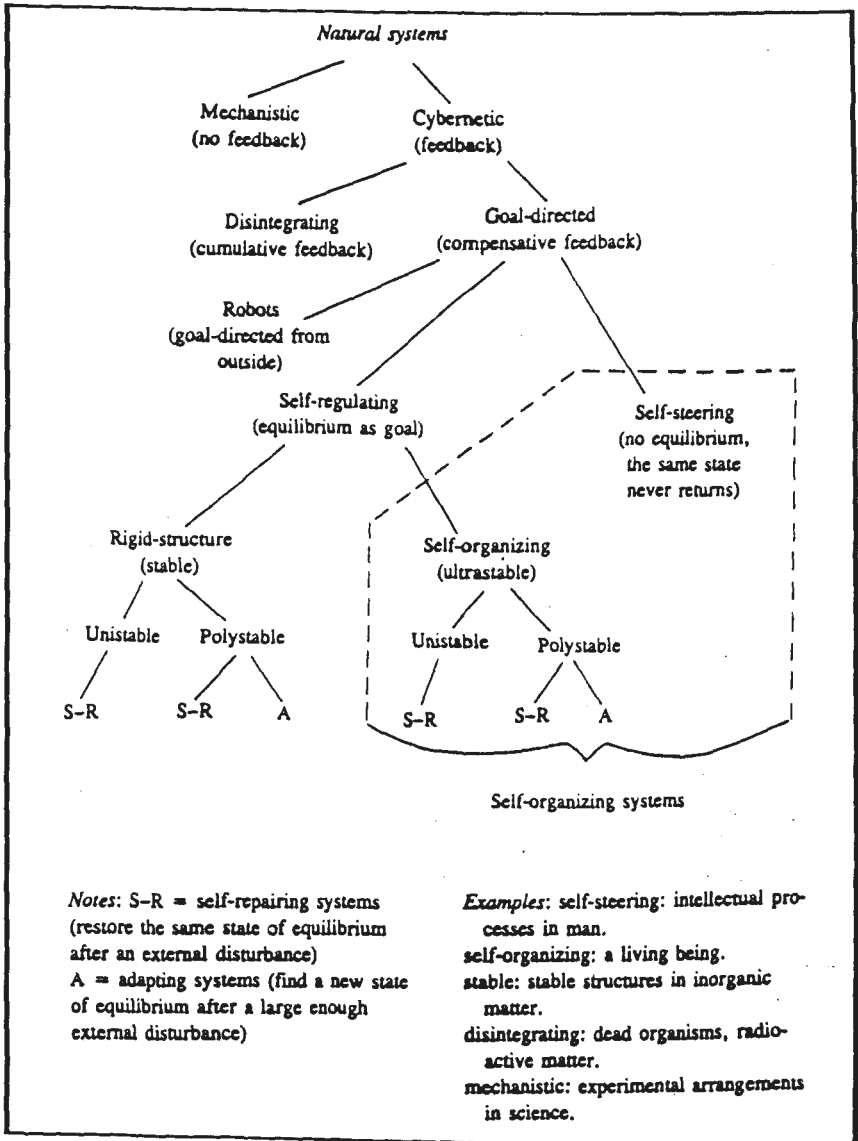 Natural systems
Mechanistic
(no feedback)
Cybernetic
(feedback)
Disintegrating
(cumulative feedback)
Goal-directed
(compensative feedback)
Robots
(goal-directed from
outside)
Self-regulating
(equilibrium as goal)
Self-steering
(no equilibrium,
the same state
never returns)
Rigid-structure
(stable)
Self-organizing
(ultrastable)
Unistable
Polystable
Unistable
Polystable
S–R
S–R
A
S–R
S–R
A
Self-organizing systems
Notes: S–R = self-repairing systems
(restore the same state of equilibrium
after an external disturbance)
A = adapting systems (find a new state
of equilibrium after a large enough
external disturbance)
Examples: self-steering: intellectual pro-
cesses in man.
self-organizing: a living being.
stable: stable structures in inorganic
matter.
disintegrating: dead organisms, radio-
active matter.
mechanistic: experimental arrangements
in science.